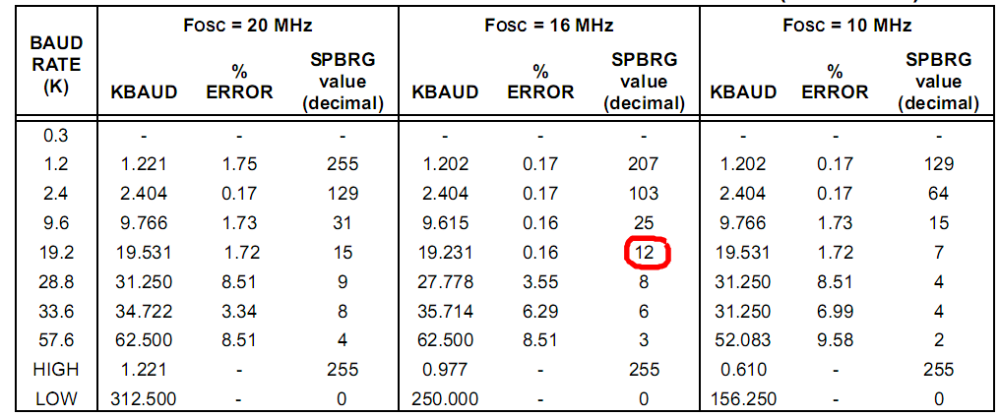 FOSC = 20 MHz FOSC = 16 MHz FOSC = 10 MHz
BAUD RATE (K) KBAUD % ERROR SPBRG value (decimal) KBAUD % ERROR SPBRG value (decimal) KBAUD % ERROR SPBRG value (decimal)
0.3 - - - - - - - - -
1.2 1.221 1.75 255 1.202 0.17 207 1.202 0.17 129
2.4 2.404 0.17 129 2.404 0.17 103 2.404 0.17 64
9.6 9.766 1.73 31 9.615 0.16 25 9.766 1.73 15
19.2 19.531 1.72 15 19.231 0.16 12 19.531 1.72 7
28.8 31.250 8.51 9 27.778 3.55 8 31.250 8.51 4
33.6 34.722 3.34 8 35.714 6.29 6 31.250 6.99 4
57.6 62.500 8.51 4 62.500 8.51 3 52.083 9.58 2
HIGH 1.221 - 255 0.977 - 255 0.610 - 255
LOW 312.500 - 0 250.000 - 0 156.250 - 0